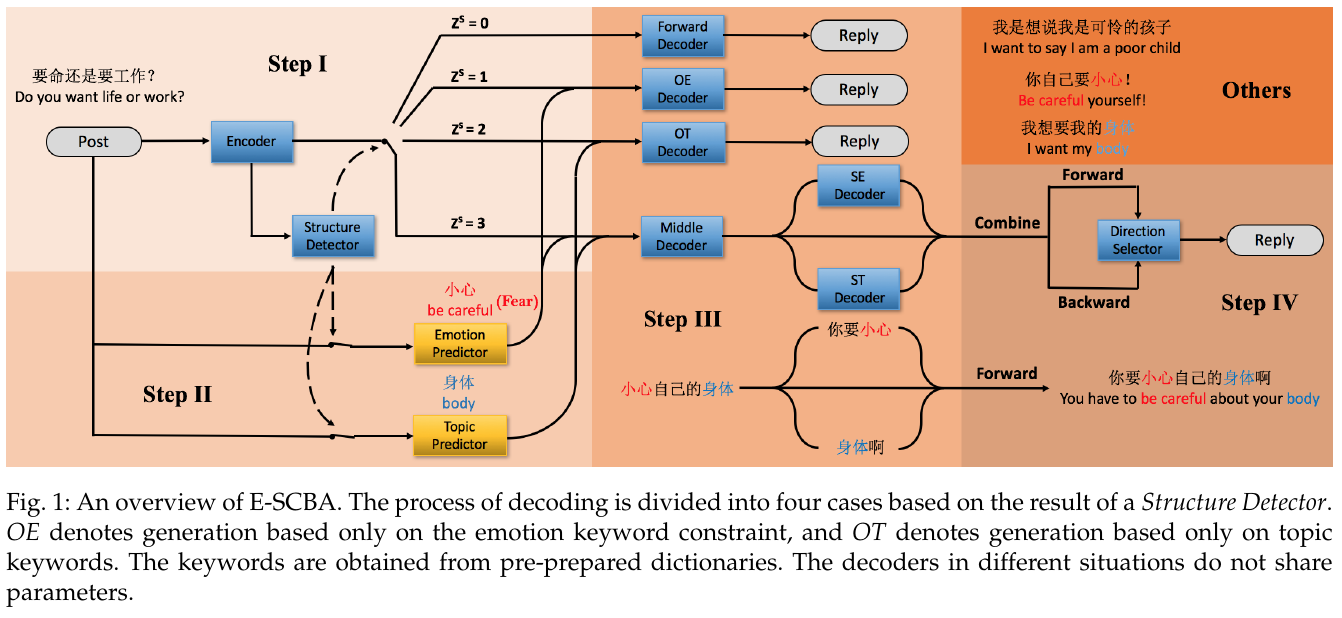 要命还是要工作？
Do you want life or work?
Post
Step I
Encoder
Structure
Detector
Zˢ = 0
Zˢ = 1
Zˢ = 2
Zˢ = 3
Step II
小心
be careful (Fear)
Emotion
Predictor
身体
body
Topic
Predictor
Forward
Decoder
Reply
OE
Decoder
Reply
OT
Decoder
Reply
Middle
Decoder
SE
Decoder
ST
Decoder
Step III
小心自己的身体
你要小心
身体啊
Forward
我是想说我是可怜的孩子
I want to say I am a poor child
你自己要小心！
Be careful yourself!
我想要我的身体
I want my body
Others
Combine
Forward
Backward
Direction
Selector
Reply
Step IV
你要小心自己的身体啊
You have to be careful about your body
Fig. 1: An overview of E-SCBA. The process of decoding is divided into four cases based on the result of a Structure Detector.
OE denotes generation based only on the emotion keyword constraint, and OT denotes generation based only on topic
keywords. The keywords are obtained from pre-prepared dictionaries. The decoders in different situations do not share
parameters.